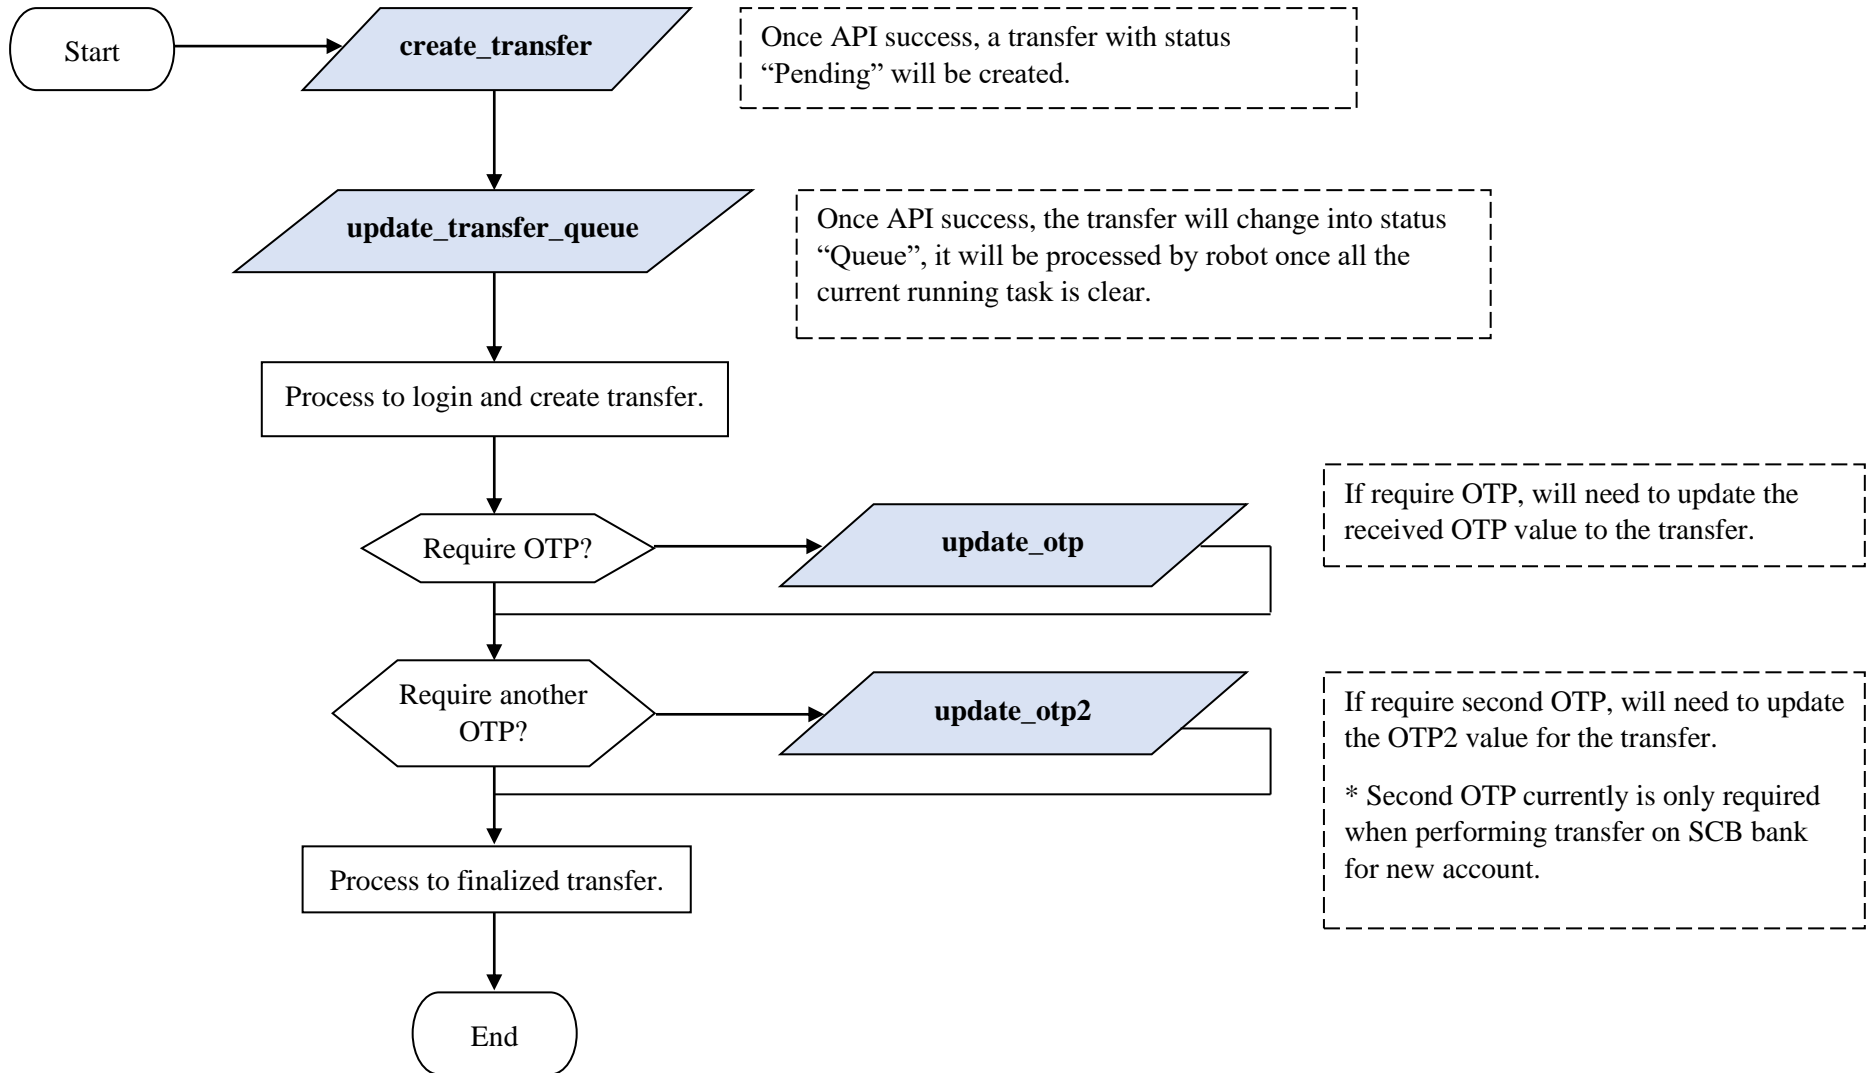 Start
create_transfer
Once API success, a transfer with status
“Pending” will be created.
update_transfer_queue
Once API success, the transfer will change into status
“Queue”, it will be processed by robot once all the
current running task is clear.
Process to login and create transfer.
Require OTP?
update_otp
If require OTP, will need to update the
received OTP value to the transfer.
Require another
OTP?
update_otp2
If require second OTP, will need to update
the OTP2 value for the transfer.
* Second OTP currently is only required
when performing transfer on SCB bank
for new account.
Process to finalized transfer.
End